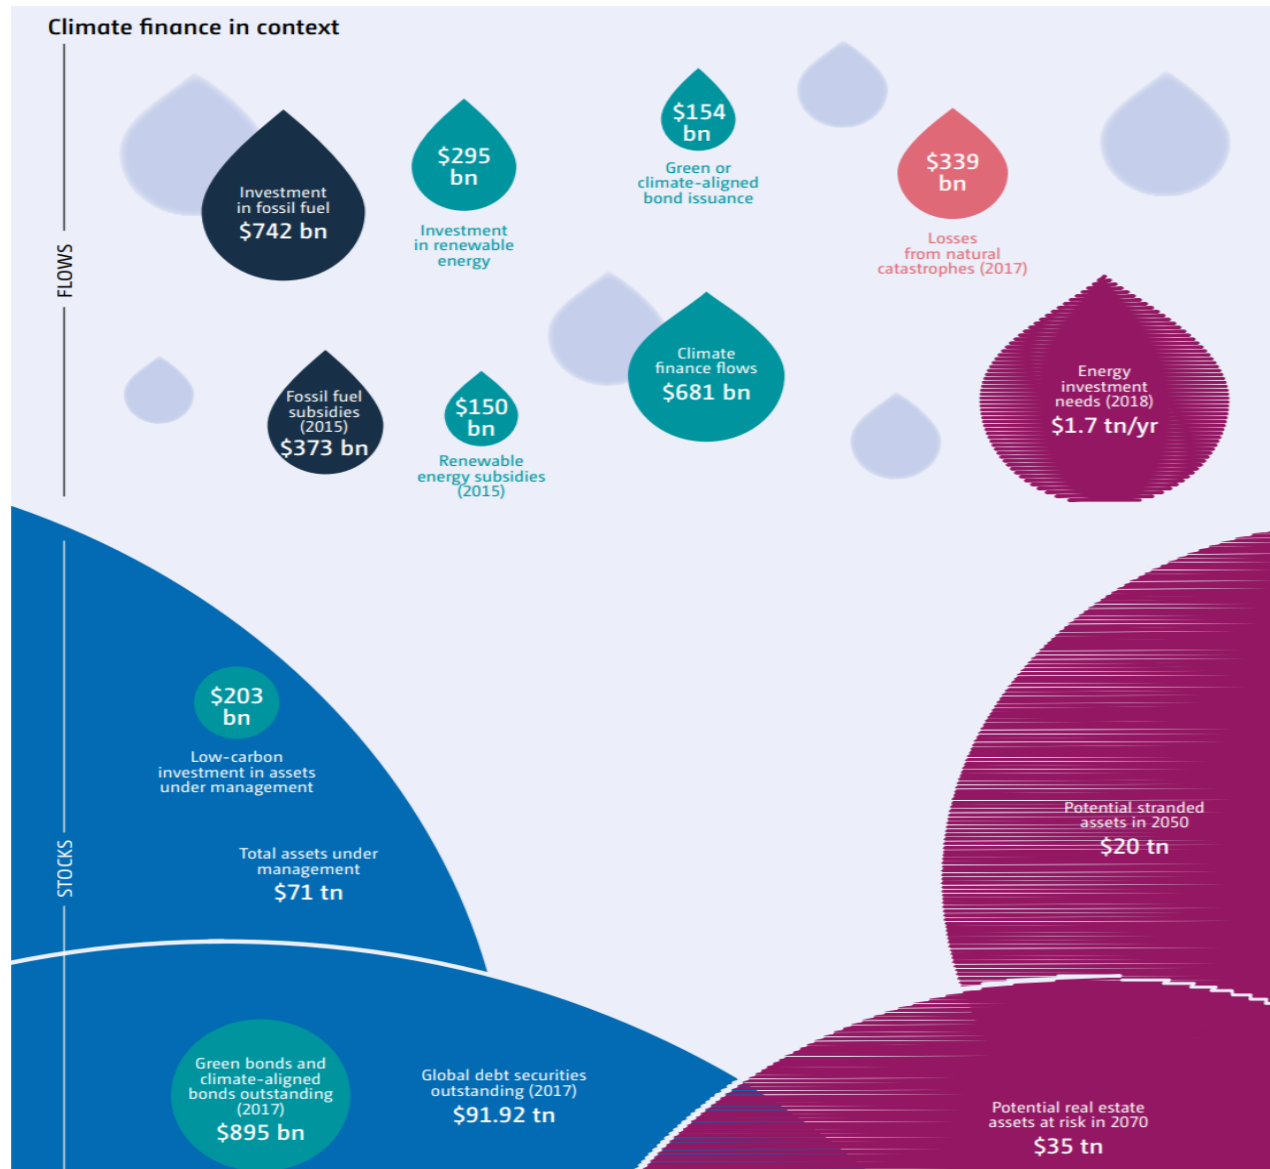 Climate finance in context
FLOWS
Investment
in fossil fuel
$742 bn
$295
bn
Investment
in renewable
energy
$154
bn
Green or
climate-aligned
bond issuance
$339
bn
Losses
from natural
catastrophes (2017)
Fossil fuel
subsidies
(2015)
$373 bn
$150
bn
Renewable
energy subsidies
(2015)
Climate
finance flows
$681 bn
Energy
investment
needs (2018)
$1.7 tn/yr
STOCKS
$203
bn
Low-carbon
investment in assets
under management
Total assets under
management
$71 tn
Potential stranded
assets in 2050
$20 tn
Green bonds and
climate-aligned
bonds outstanding
(2017)
$895 bn
Global debt securities
outstanding (2017)
$91.92 tn
Potential real estate
assets at risk in 2070
$35 tn